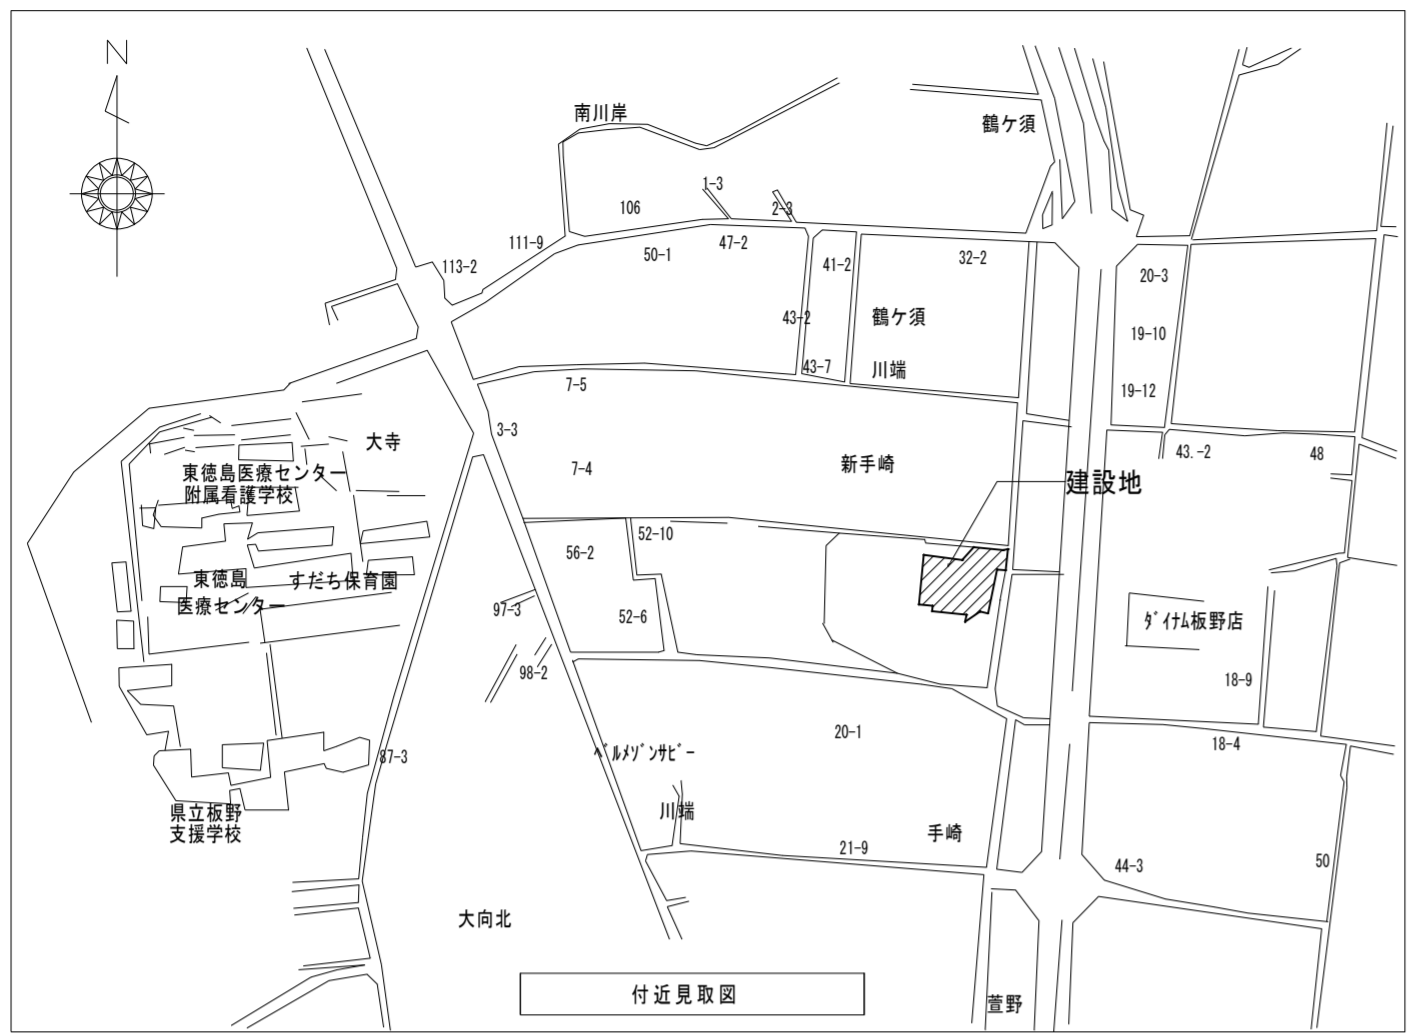 N
南川岸
鶴ケ須
1-3
106
2-3
111-9
47-2
50-1
113-2
41-2
32-2
20-3
43-2
鶴ケ須
19-10
43-7
川端
7-5
19-12
3-3
大寺
43.-2
48
7-4
新手崎
東徳島医療センター
附属看護学校
建設地
52-10
56-2
東徳島
医療センター
すだち保育園
97-3
52-6
ﾀﾞｲﾅﾑ板野店
98-2
18-9
20-1
18-4
ﾍﾞﾙﾒｿﾞﾝｻﾋﾞｰ
87-3
川端
県立板野
支援学校
手崎
21-9
44-3
50
大向北
付近見取図
萱野